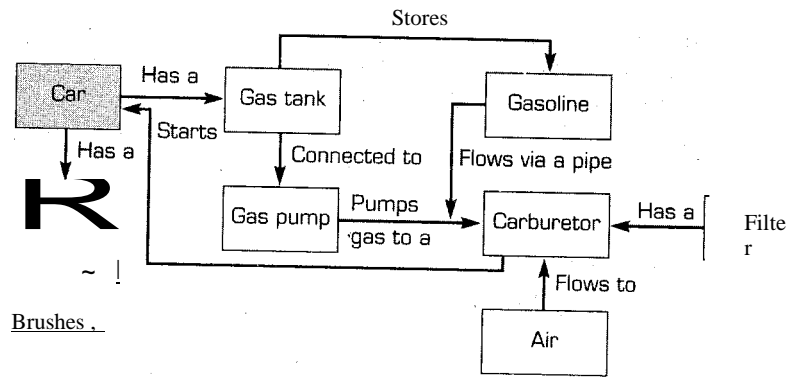 Stores
Car
Has a
Gas tank
Gasoline
Starts
Has a
Connected to
Flows via a pipe
R
Gas pump
Pumps
gas to a
Carburetor
Has a
Filte
r
~
Flows to
Brushes ,
Air